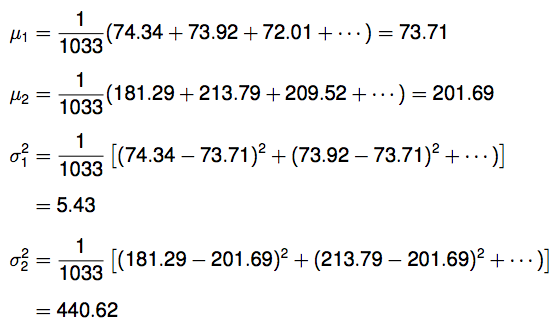 μ₁ = 1/1033 (74.34 + 73.92 + 72.01 + ⋯) = 73.71
μ₂ = 1/1033 (181.29 + 213.79 + 209.52 + ⋯) = 201.69
σ₁² = 1/1033 [(74.34 − 73.71)² + (73.92 − 73.71)² + ⋯)]
= 5.43
σ₂² = 1/1033 [(181.29 − 201.69)² + (213.79 − 201.69)² + ⋯)]
= 440.62